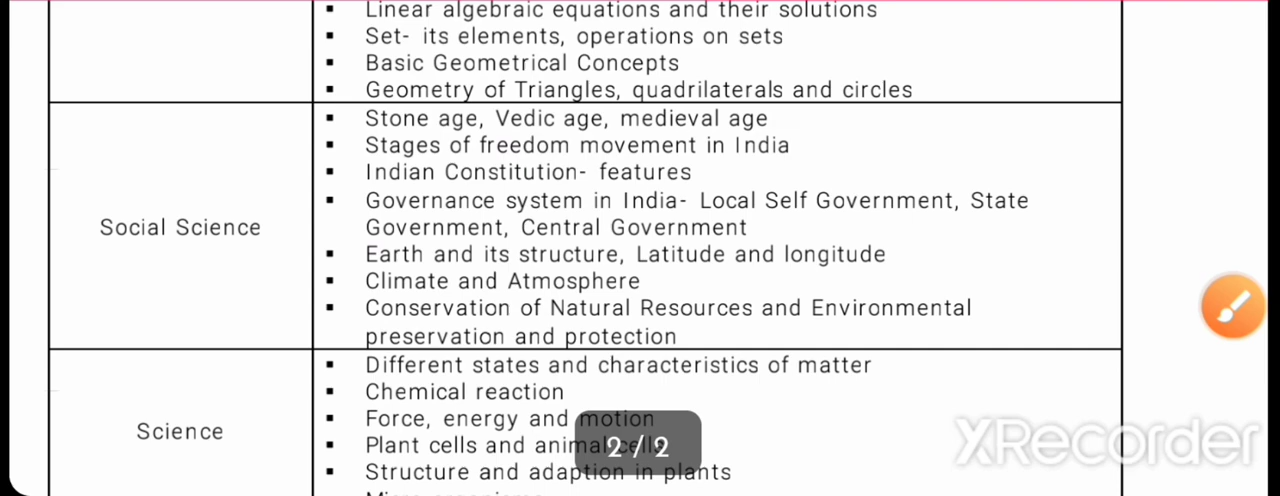 Linear algebraic equations and their solutions
Set- its elements, operations on sets
Basic Geometrical Concepts
Geometry of Triangles, quadrilaterals and circles
Social Science
Stone age, Vedic age, medieval age
Stages of freedom movement in India
Indian Constitution- features
Governance system in India- Local Self Government, State
Government, Central Government
Earth and its structure, Latitude and longitude
Climate and Atmosphere
Conservation of Natural Resources and Environmental
preservation and protection
Science
Different states and characteristics of matter
Chemical reaction
Force, energy and motion
Plant cells and animal cells
Structure and adaption in plants
2 / 2
XRecorder